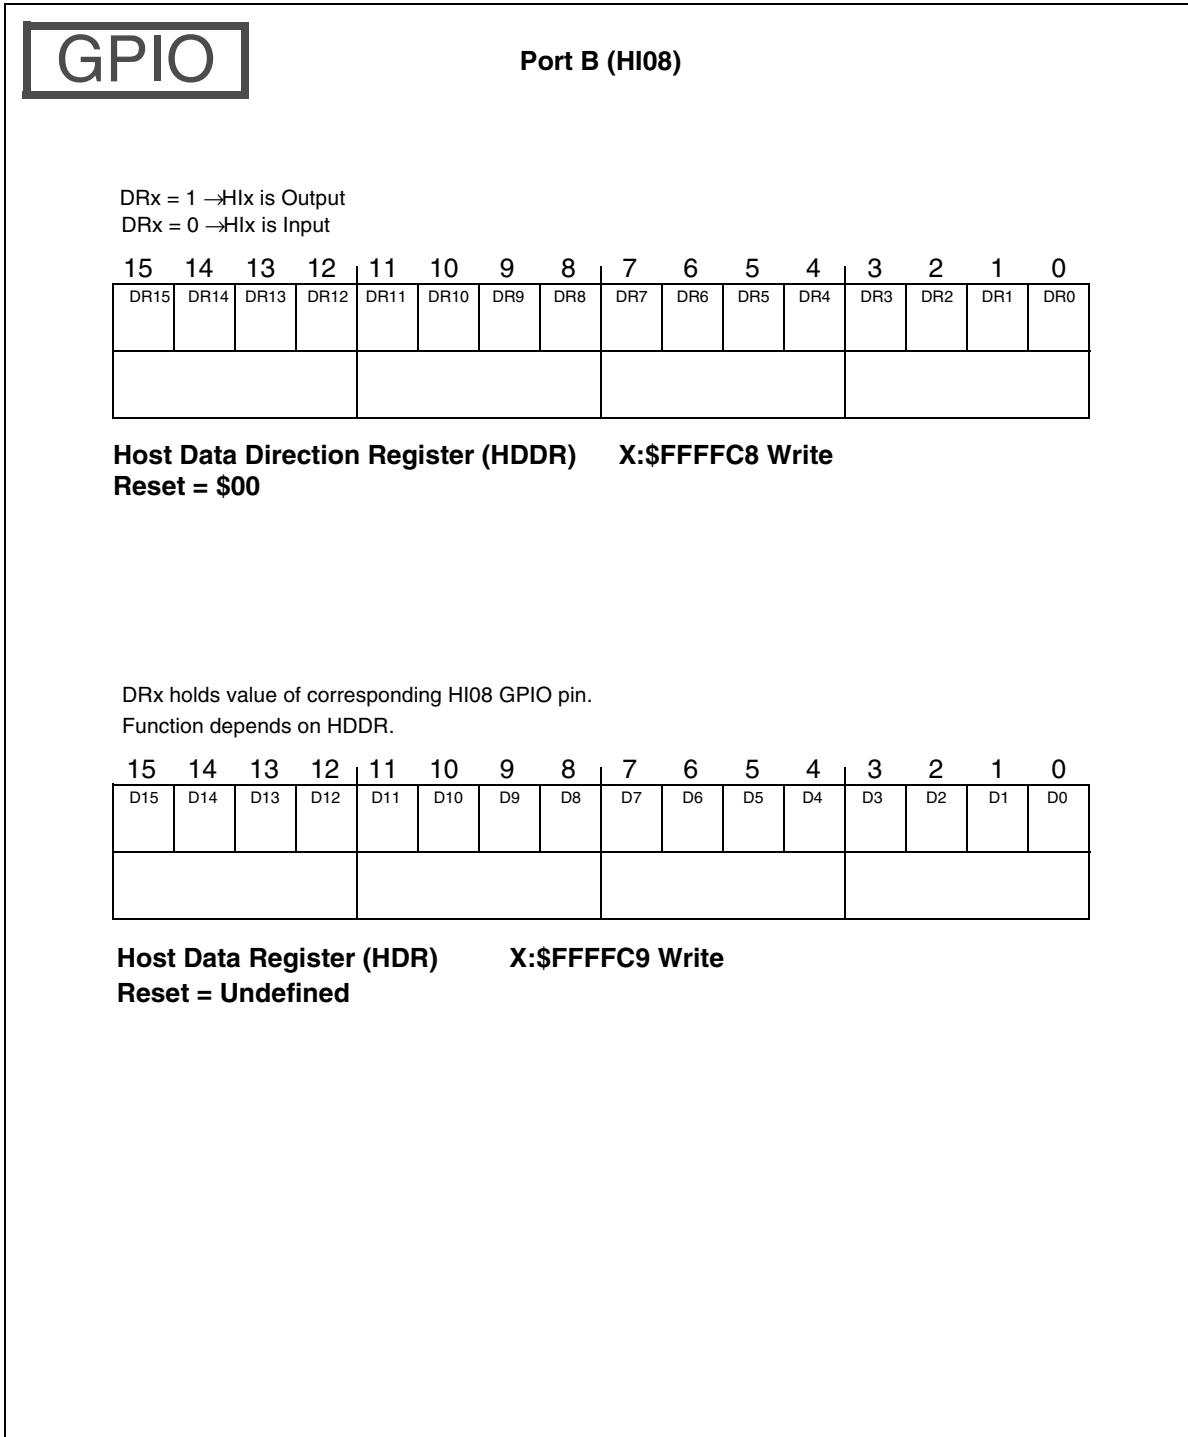 GPIO
Port B (HI08)
DRx = 1 →HIx is Output
DRx = 0 →HIx is Input
15 14 13 12 11 10 9 8 7 6 5 4 3 2 1 0
DR15 DR14 DR13 DR12 DR11 DR10 DR9 DR8 DR7 DR6 DR5 DR4 DR3 DR2 DR1 DR0
Host Data Direction Register (HDDR) X:$FFFFC8 Write
Reset = $00
DRx holds value of corresponding HI08 GPIO pin.
Function depends on HDDR.
15 14 13 12 11 10 9 8 7 6 5 4 3 2 1 0
D15 D14 D13 D12 D11 D10 D9 D8 D7 D6 D5 D4 D3 D2 D1 D0
Host Data Register (HDR) X:$FFFFC9 Write
Reset = Undefined